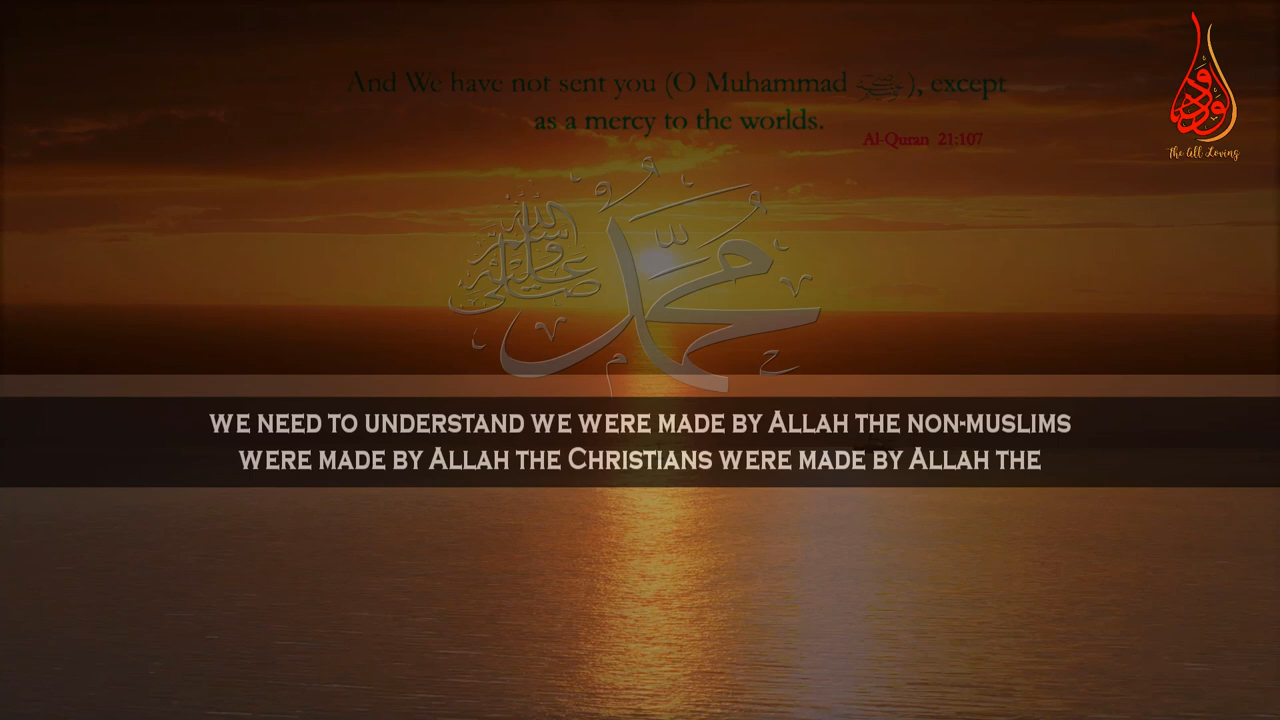 And We have not sent you (O Muhammad ﷺ), except
as a mercy to the worlds.
Al-Quran 21:107
ودود
The All Loving
محمد
صلى الله عليه وسلم
WE NEED TO UNDERSTAND WE WERE MADE BY ALLAH THE NON-MUSLIMS
WERE MADE BY ALLAH THE CHRISTIANS WERE MADE BY ALLAH THE